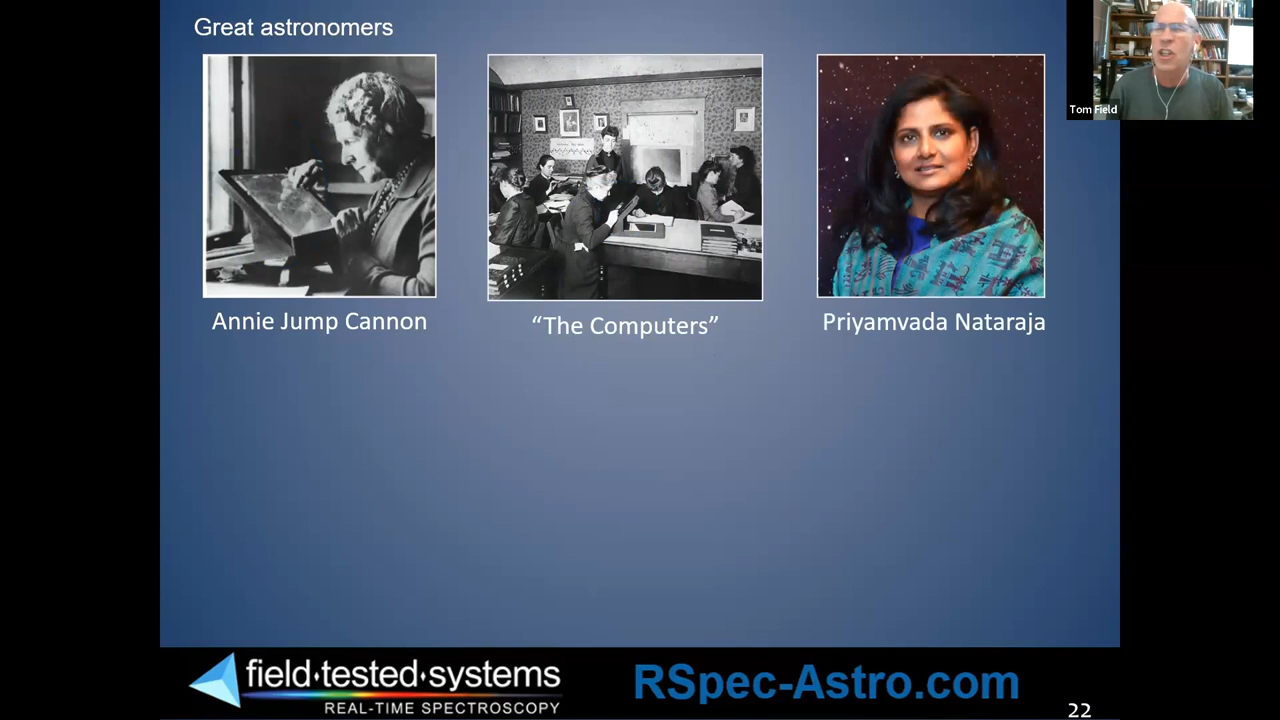 Great astronomers
Tom Field
Annie Jump Cannon
“The Computers”
Priyamvada Nataraja
field·tested·systems
REAL-TIME SPECTROSCOPY
RSpec-Astro.com
22